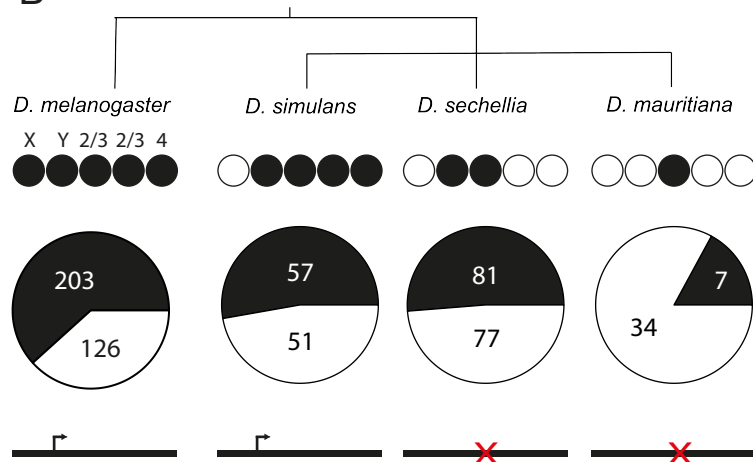 D. melanogaster D. simulans D. sechellia D. mauritiana
X Y 2/3 2/3 4
203 57 81 7
126 51 77 34